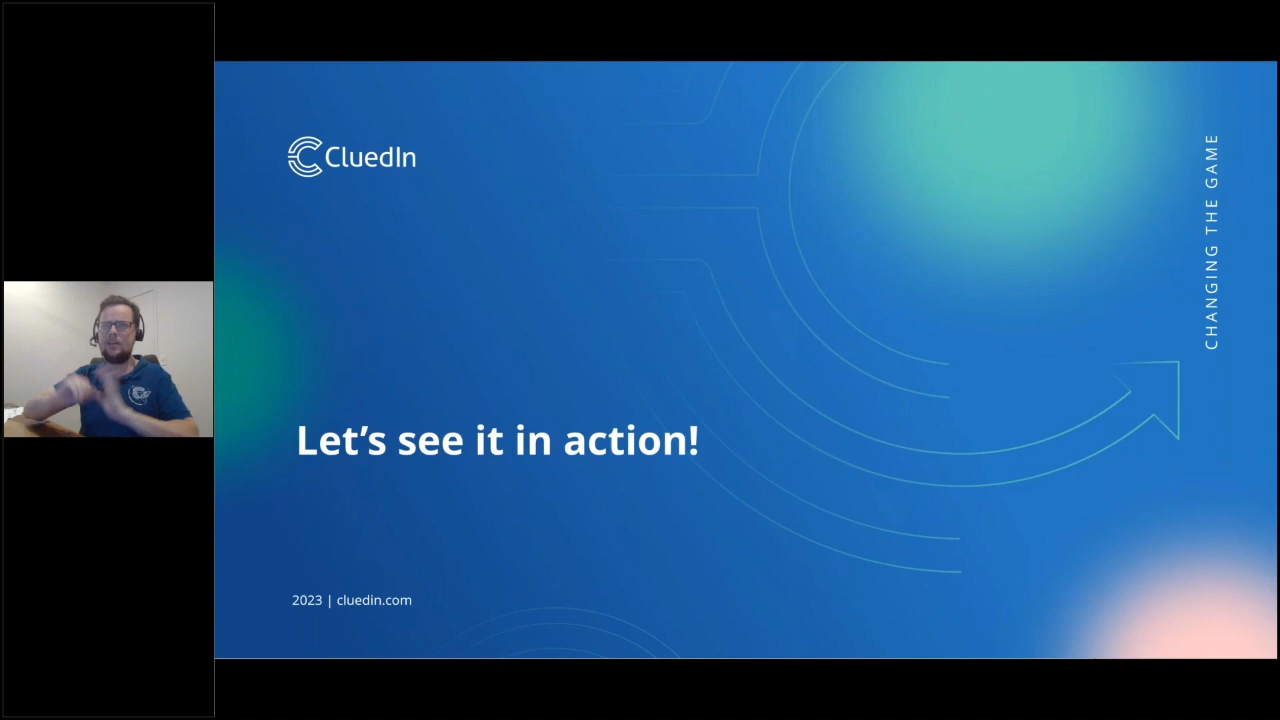 CluedIn
CHANGING THE GAME
Let’s see it in action!
2023 | cluedin.com